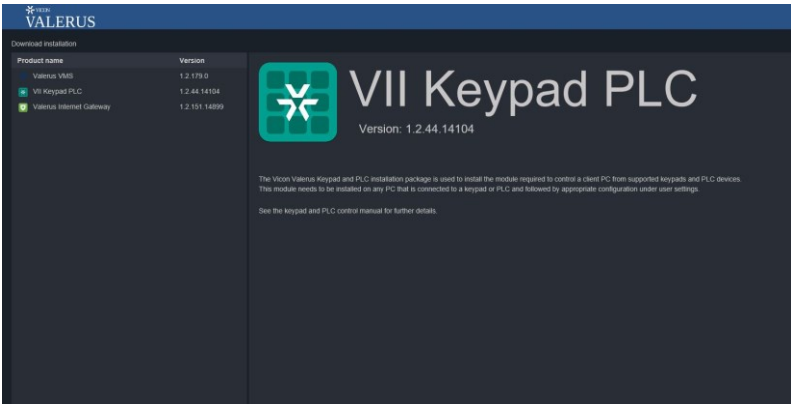 VICON
VALERUS
Download installation
Product name Version
Valerus VMS 1.2.179.0
VII Keypad PLC 1.2.44.14104
Valerus Internet Gateway 1.2.151.14899
VII Keypad PLC
Version: 1.2.44.14104
The Vicon Valerus Keypad and PLC installation package is used to install the module required to control a client PC from supported keypads and PLC devices.
This module needs to be installed on any PC that is connected to a keypad or PLC and followed by appropriate configuration under user settings.
See the keypad and PLC control manual for further details.